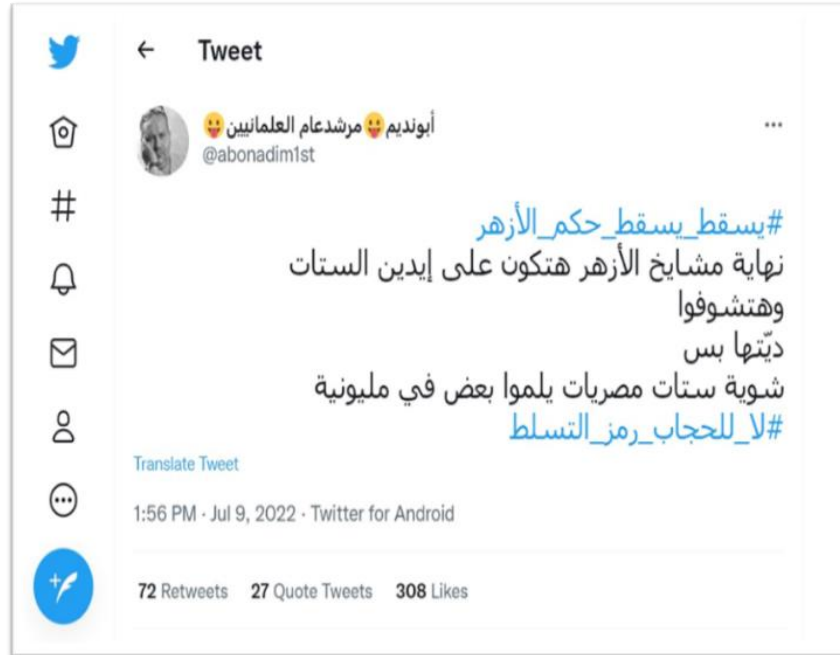 Tweet
أبونديم😛مرشدعام العلمانيين😛
@abonadim1st
#يسقط_يسقط_حكم_الأزهر
نهاية مشايخ الأزهر هتكون على إيدين الستات
وهتشوفوا
ديّتها بس
شوية ستات مصريات يلموا بعض في مليونية
#لا_للحجاب_رمز_التسلط
Translate Tweet
1:56 PM · Jul 9, 2022 · Twitter for Android
72 Retweets 27 Quote Tweets 308 Likes